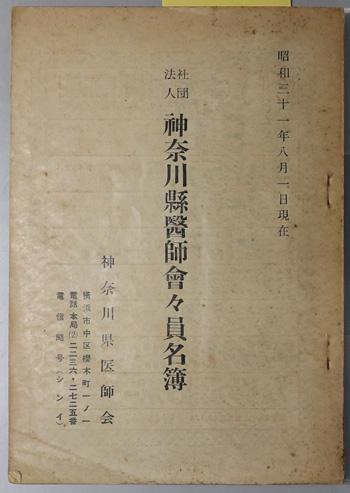 昭和三十一年八月一日現在
社団
法人
神奈川縣醫師會々員名簿
神奈川県医師会
横浜市中区櫻木町一ノ一
電話本局(2)二二三六・二七二五番
電信略号(シンイ)